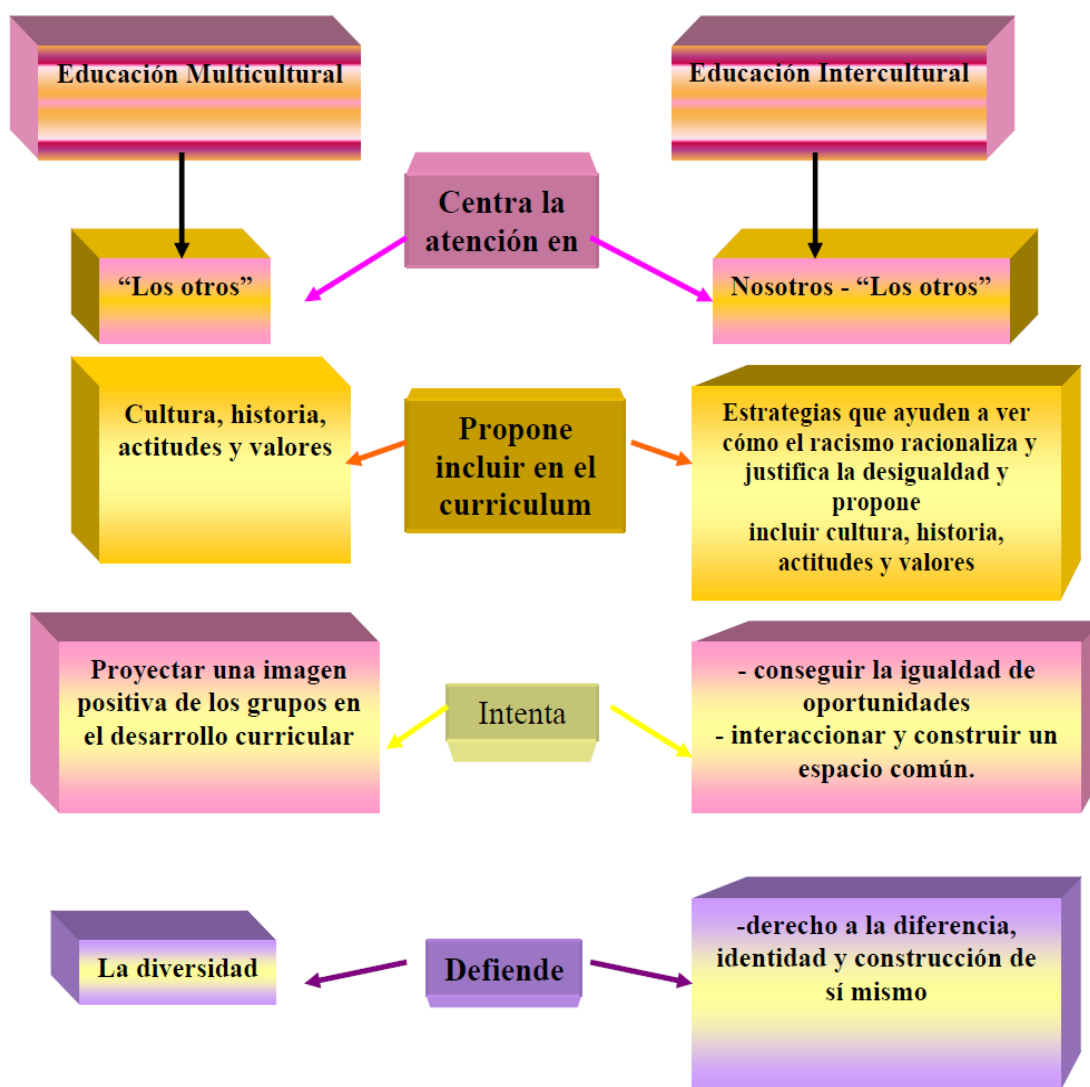 Educación Multicultural
Educación Intercultural
Centra la
atención en
“Los otros”
Nosotros - “Los otros”
Cultura, historia,
actitudes y valores
Propone
incluir en el
curriculum
Estrategias que ayuden a ver
cómo el racismo racionaliza y
justifica la desigualdad y
propone
incluir cultura, historia,
actitudes y valores
Proyectar una imagen
positiva de los grupos en
el desarrollo curricular
Intenta
- conseguir la igualdad de
oportunidades
- interaccionar y construir un
espacio común.
La diversidad
Defiende
-derecho a la diferencia,
identidad y construcción de
sí mismo